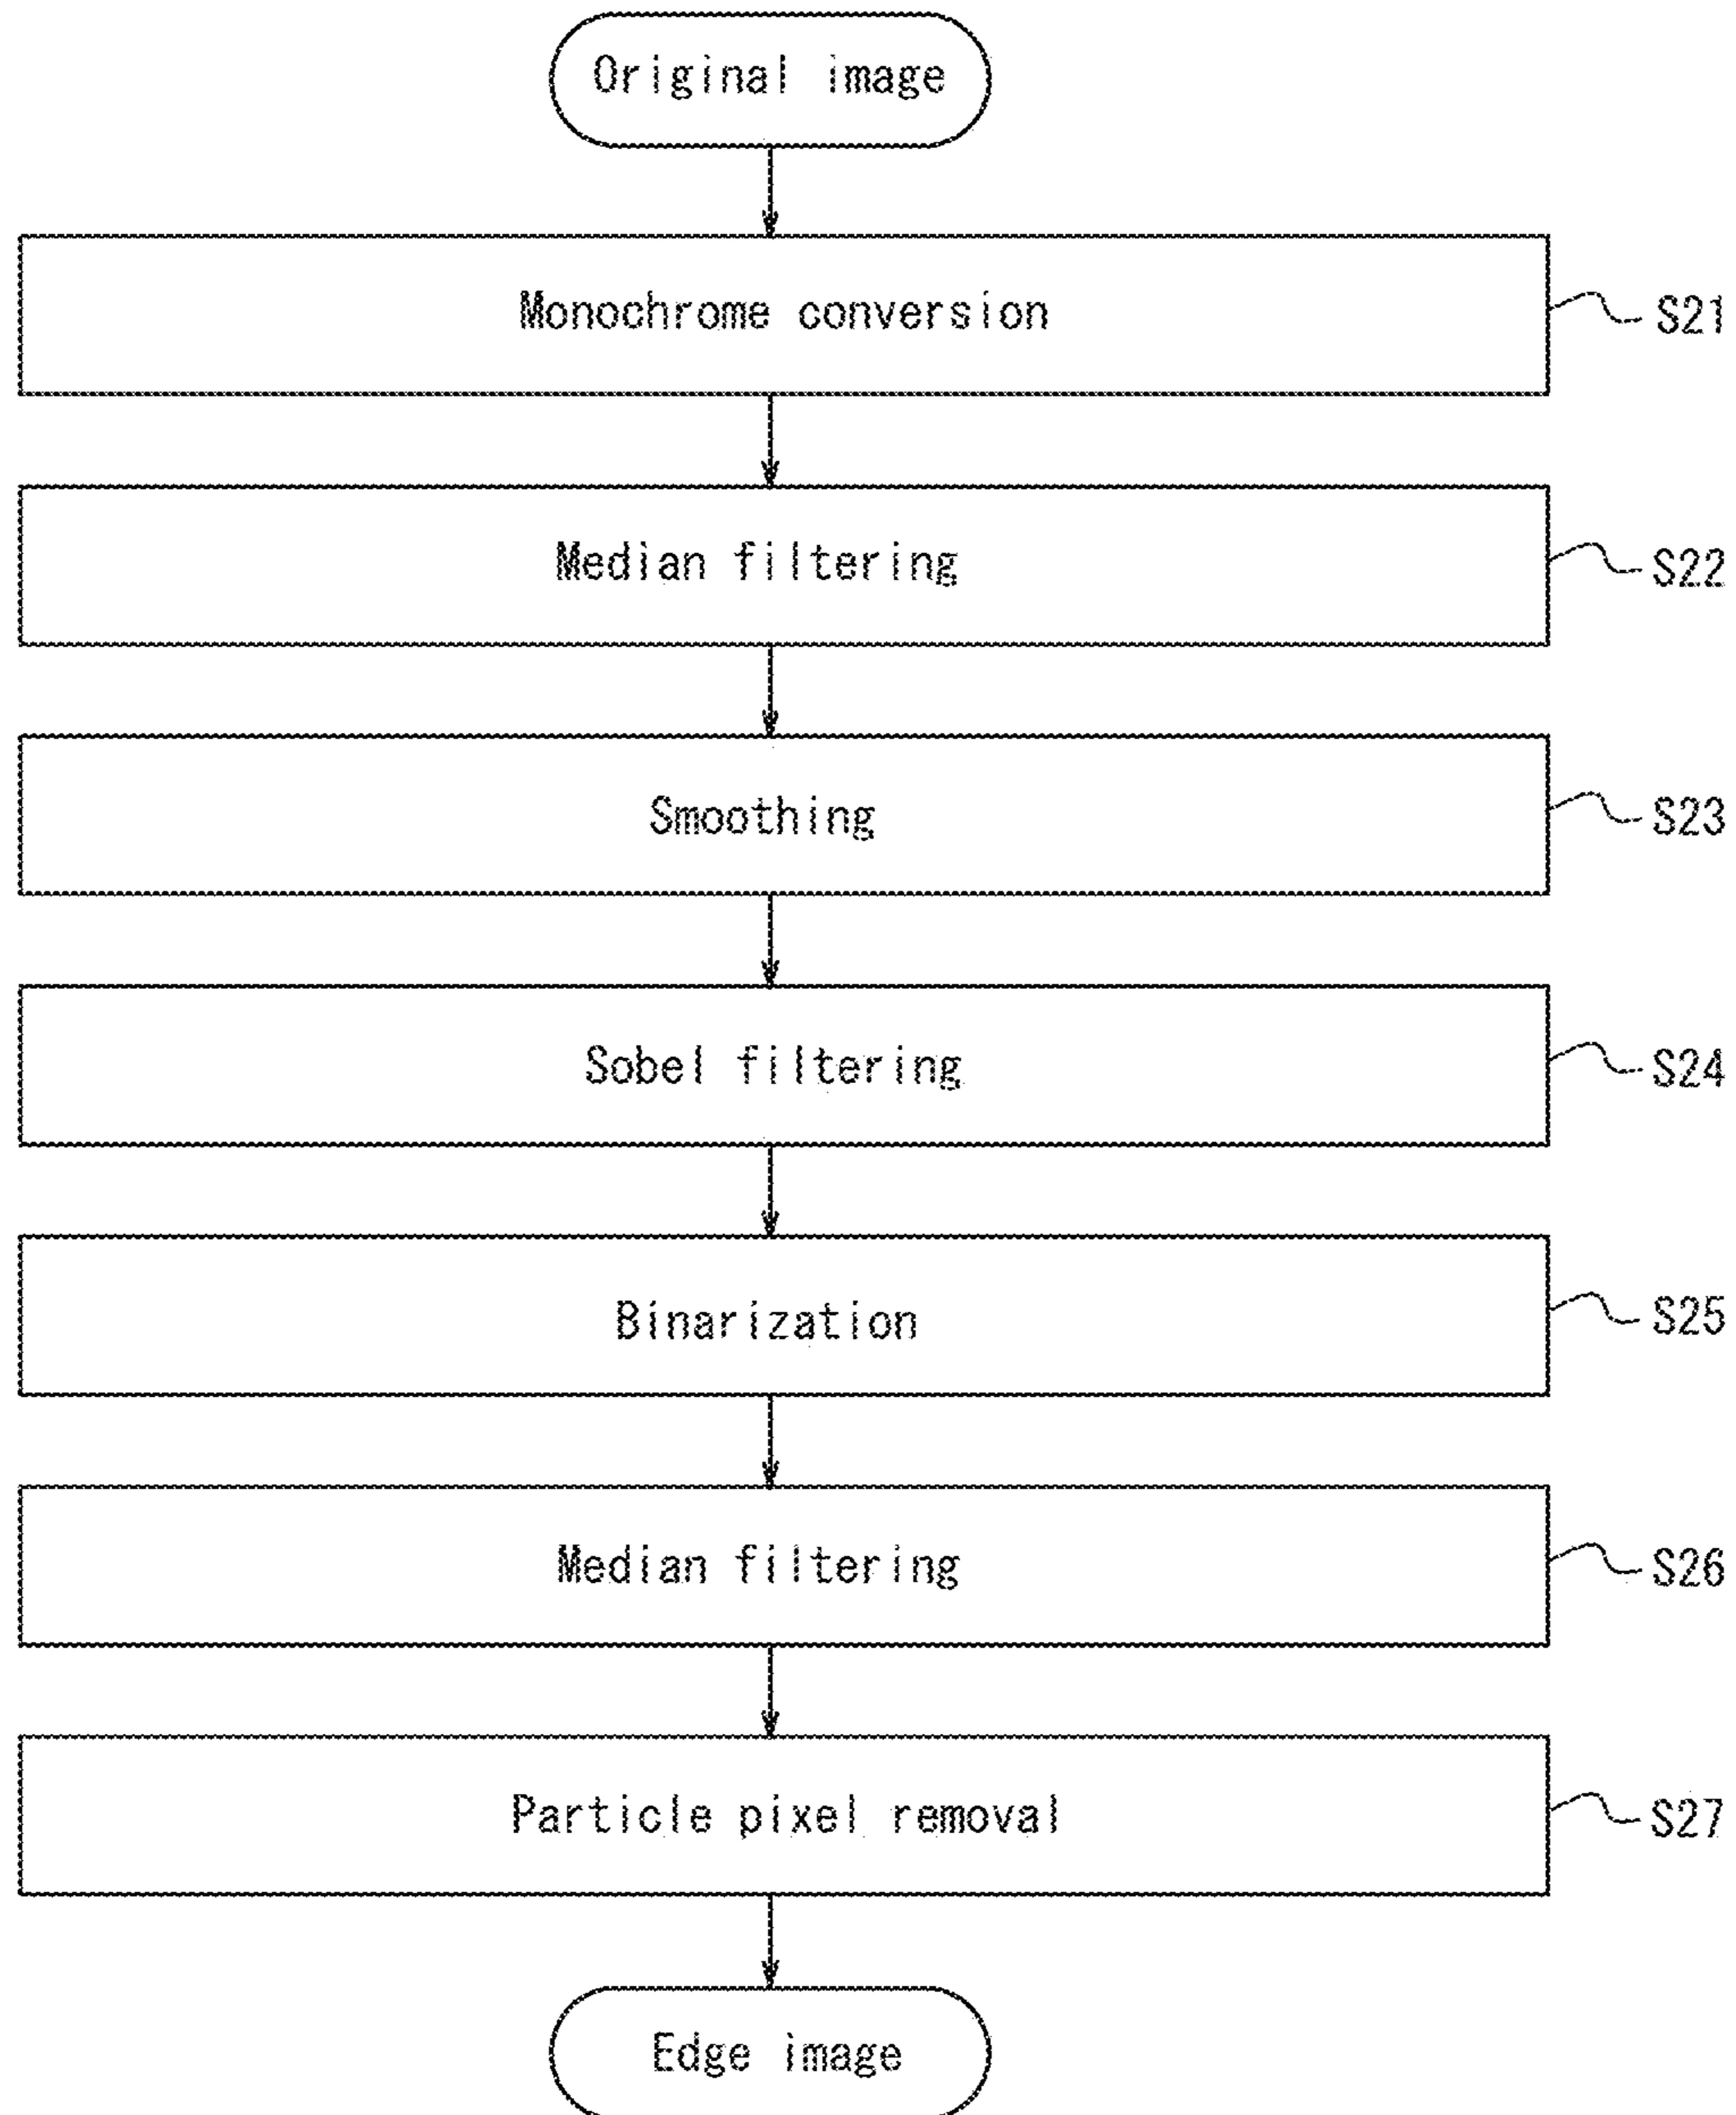 Original image
Monochrome conversion
S21
Median filtering
S22
Smoothing
S23
Sobel filtering
S24
Binarization
S25
Median filtering
S26
Particle pixel removal
S27
Edge image